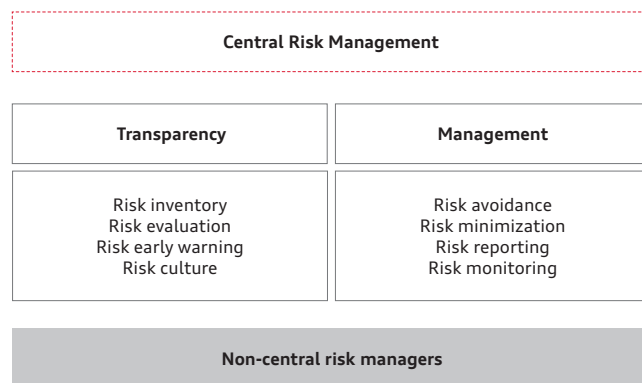 Central Risk Management
Transparency
Management
Risk inventory
Risk evaluation
Risk early warning
Risk culture
Risk avoidance
Risk minimization
Risk reporting
Risk monitoring
Non-central risk managers